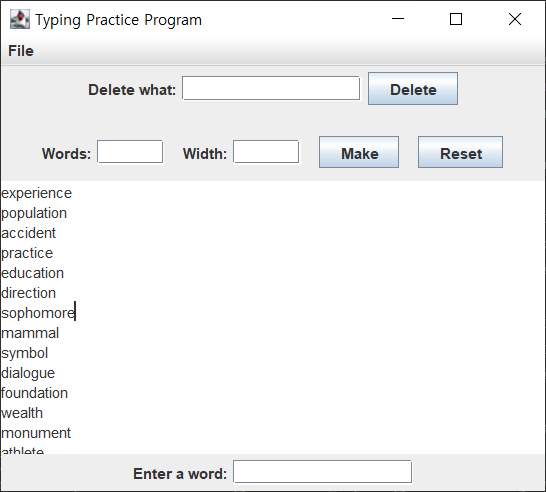 Typing Practice Program
File
Delete what: Delete
Words: Width: Make Reset
experience
population
accident
practice
education
direction
sophomore
mammal
symbol
dialogue
foundation
wealth
monument
athlete
Enter a word: